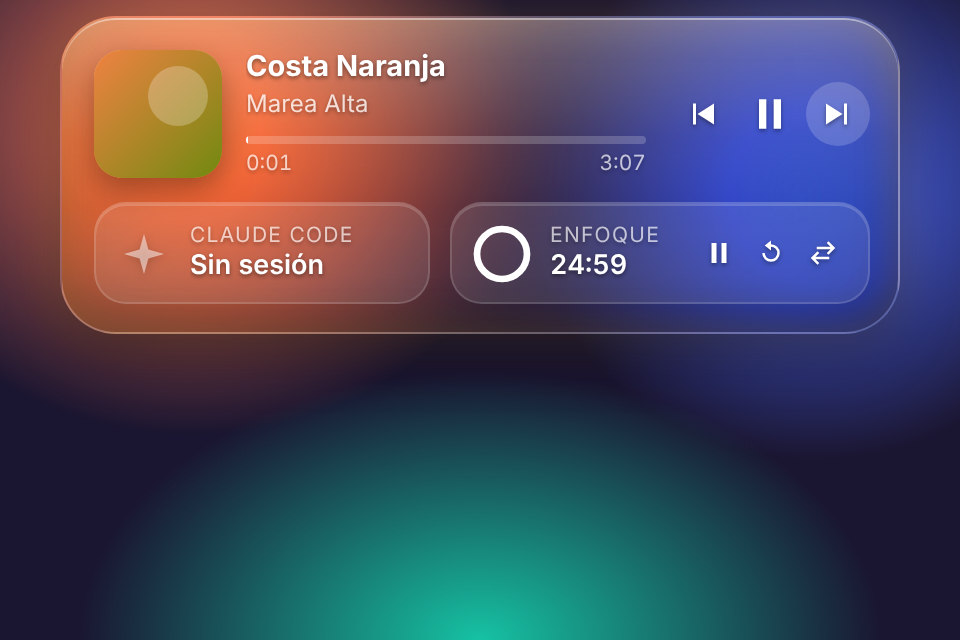 Costa Naranja
Marea Alta
0:01 3:07
CLAUDE CODE
Sin sesión
ENFOQUE
24:59